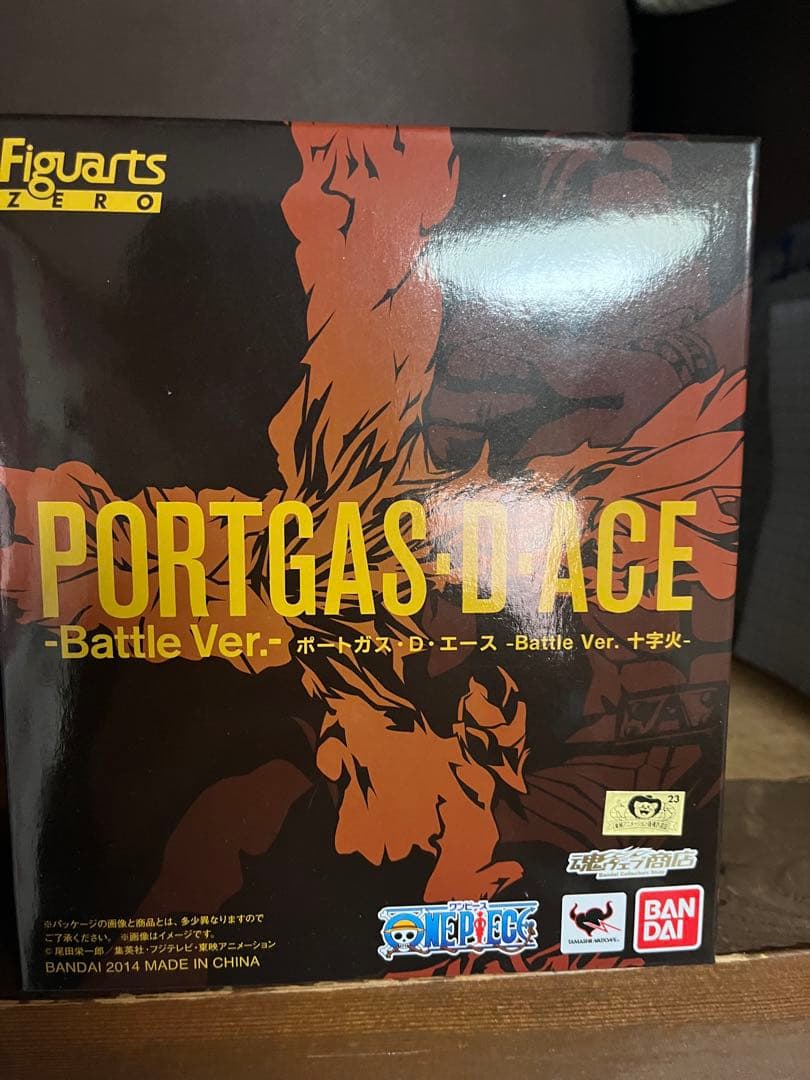 Figuarts
ZERO
PORTGAS・D・ACE
-Battle Ver.- ポートガス・D・エース -Battle Ver. 十字火-
23
魂ウェブ商店
Bandai Collectors Shop
※パッケージの画像と商品とは、多少異なりますので
ご了承ください。 ※画像はイメージです。
©尾田栄一郎／集英社・フジテレビ・東映アニメーション
BANDAI 2014 MADE IN CHINA
ワンピース
ONE PIECE
TAMASHII NATIONS
BAN
DAI